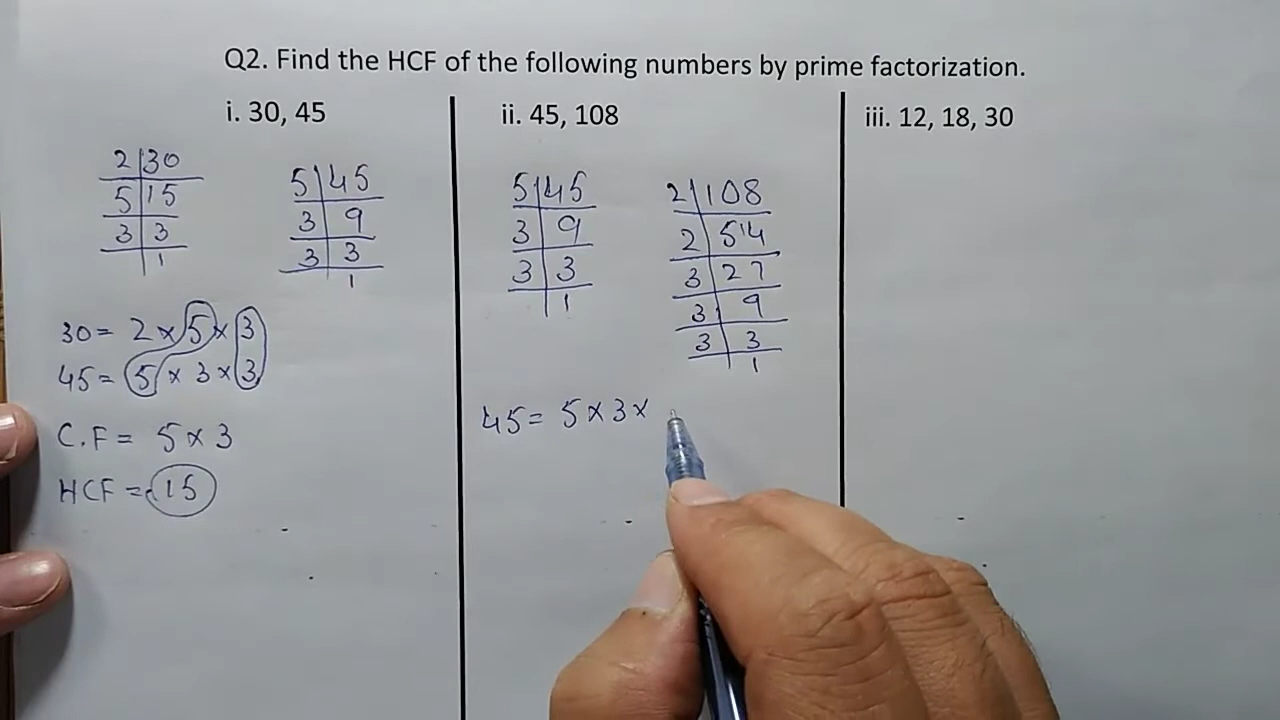 Q2. Find the HCF of the following numbers by prime factorization.
i. 30, 45
2 | 30
5 | 15
3 | 3
1
5 | 45
3 | 9
3 | 3
1
30 = 2 × 5 × 3
45 = 5 × 3 × 3
C.F = 5 × 3
HCF = 15
ii. 45, 108
5 | 45
3 | 9
3 | 3
1
2 | 108
2 | 54
3 | 27
3 | 9
3 | 3
1
45 = 5 × 3 ×
iii. 12, 18, 30